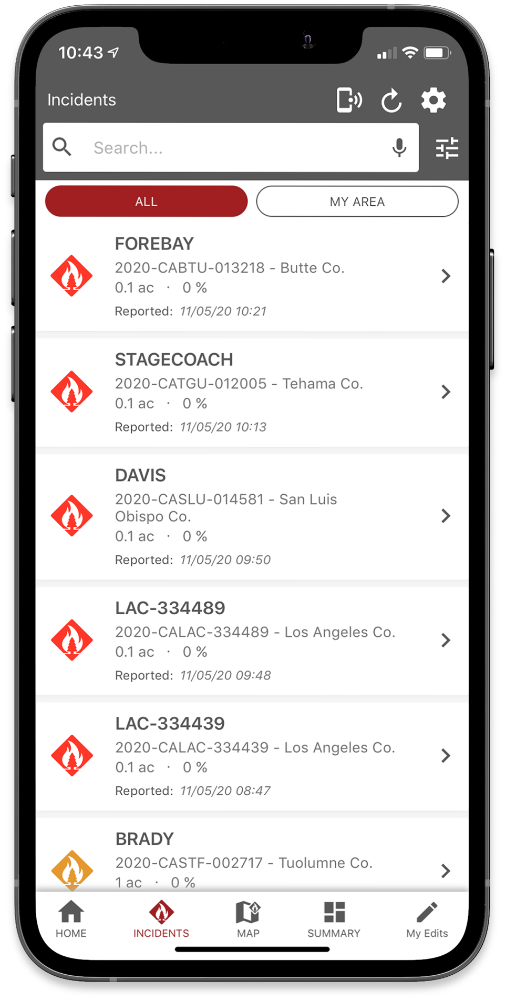 10:43
Incidents
Search...
ALL
MY AREA
FOREBAY
2020-CABTU-013218 - Butte Co.
0.1 ac · 0 %
Reported: 11/05/20 10:21
STAGECOACH
2020-CATGU-012005 - Tehama Co.
0.1 ac · 0 %
Reported: 11/05/20 10:13
DAVIS
2020-CASLU-014581 - San Luis
Obispo Co.
0.1 ac · 0 %
Reported: 11/05/20 09:50
LAC-334489
2020-CALAC-334489 - Los Angeles Co.
0.1 ac · 0 %
Reported: 11/05/20 09:48
LAC-334439
2020-CALAC-334439 - Los Angeles Co.
0.1 ac · 0 %
Reported: 11/05/20 08:47
BRADY
2020-CASTF-002717 - Tuolumne Co.
1 ac · 0 %
HOME
INCIDENTS
MAP
SUMMARY
My Edits